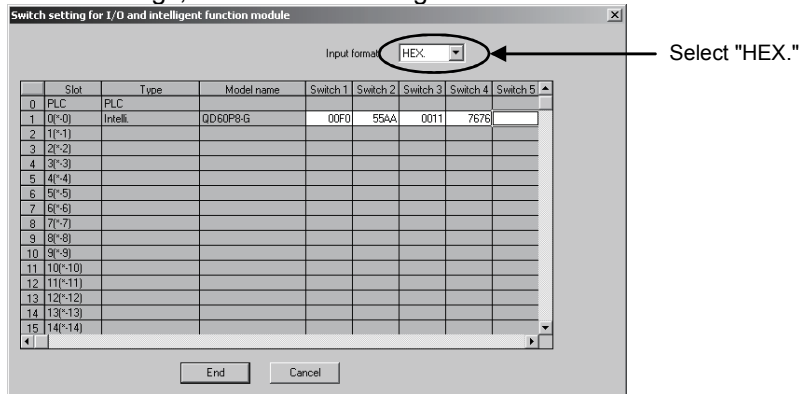 Switch setting for I/O and intelligent function module
Input format HEX.
Select "HEX."
Slot Type Model name Switch 1 Switch 2 Switch 3 Switch 4 Switch 5
0 PLC PLC
1 0(*-0) Intelli. QD60P8-G 00F0 55AA 0011 7676
2 1(*-1)
3 2(*-2)
4 3(*-3)
5 4(*-4)
6 5(*-5)
7 6(*-6)
8 7(*-7)
9 8(*-8)
10 9(*-9)
11 10(*-10)
12 11(*-11)
13 12(*-12)
14 13(*-13)
15 14(*-14)
End Cancel